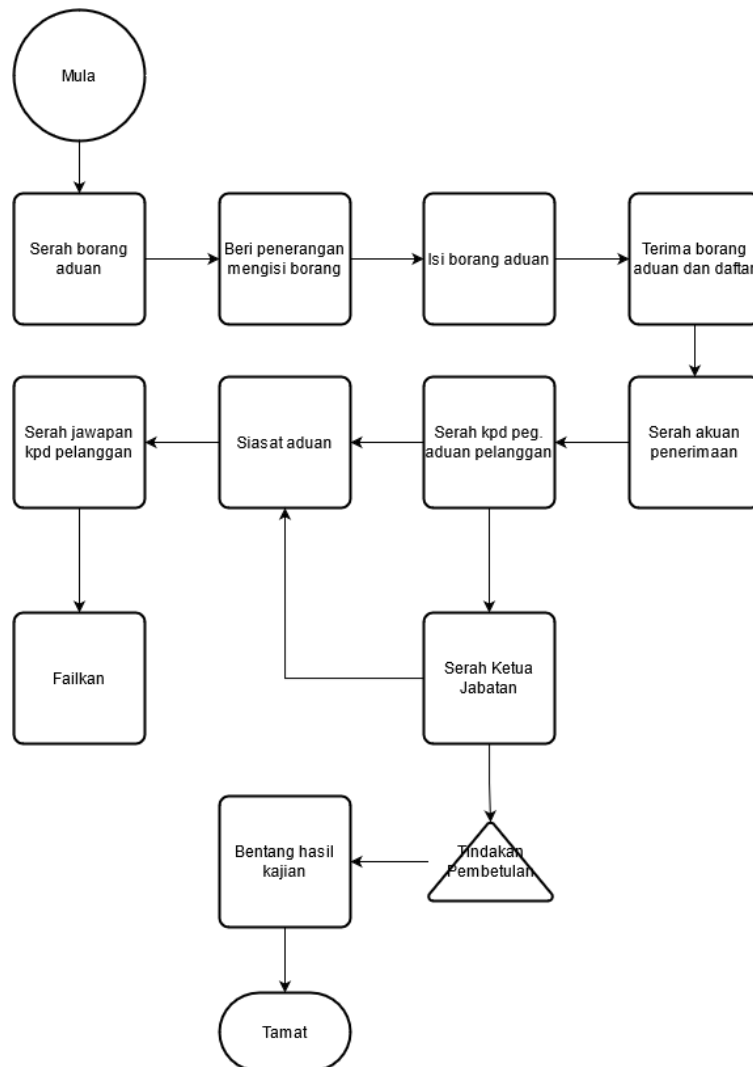 Mula
Serah borang
aduan
Beri penerangan
mengisi borang
Isi borang aduan
Terima borang
aduan dan daftar
Serah jawapan
kpd pelanggan
Siasat aduan
Serah kpd peg.
aduan pelanggan
Serah akuan
penerimaan
Failkan
Serah Ketua
Jabatan
Bentang hasil
kajian
Tindakan
Pembetulan
Tamat